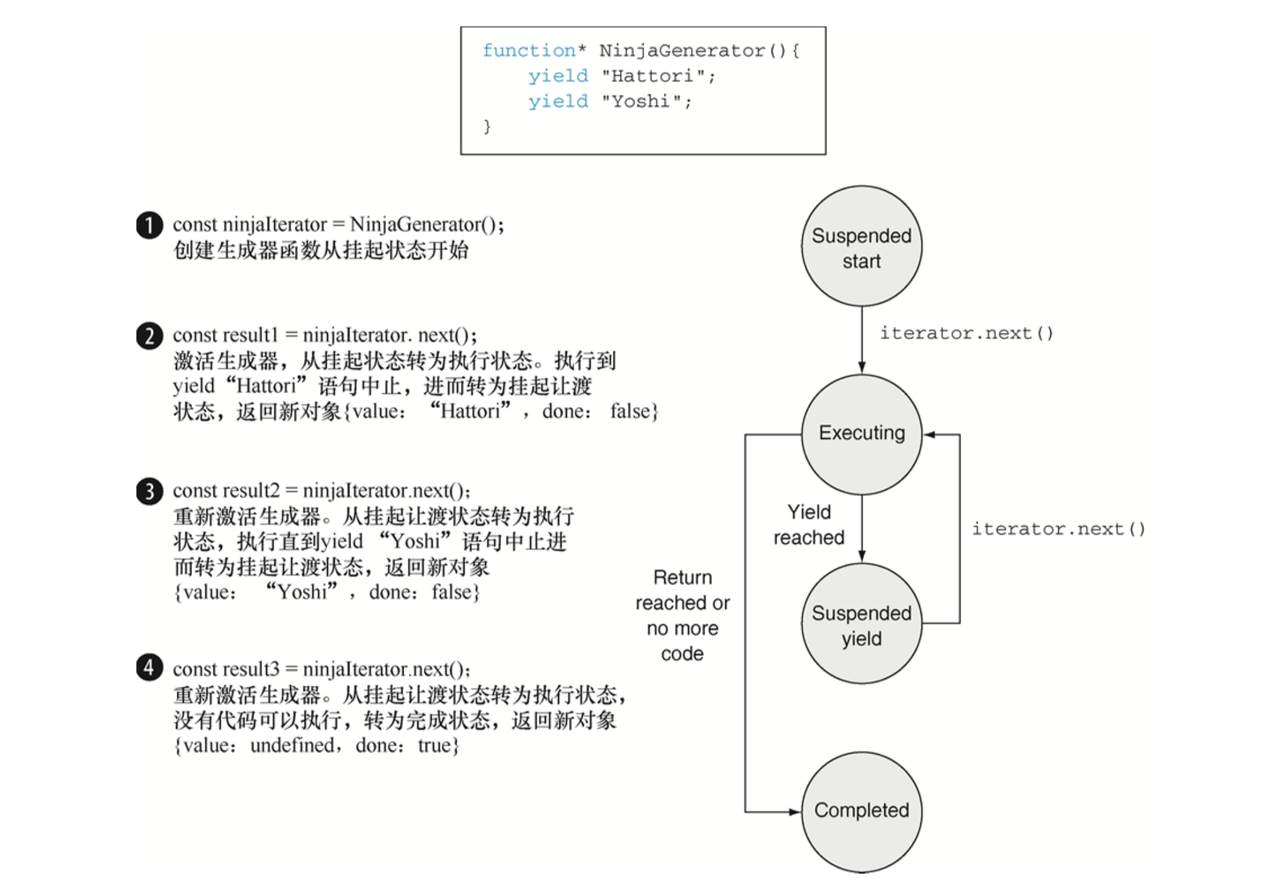 function* NinjaGenerator(){
yield "Hattori";
yield "Yoshi";
}
1 const ninjaIterator = NinjaGenerator();
创建生成器函数从挂起状态开始
2 const result1 = ninjaIterator. next();
激活生成器，从挂起状态转为执行状态。执行到
yield“Hattori”语句中止，进而转为挂起让渡
状态，返回新对象{value： “Hattori”，done： false}
3 const result2 = ninjaIterator.next();
重新激活生成器。从挂起让渡状态转为执行
状态，执行直到yield “Yoshi”语句中止进
而转为挂起让渡状态，返回新对象
{value： “Yoshi”，done：false}
4 const result3 = ninjaIterator.next();
重新激活生成器。从挂起让渡状态转为执行状态，
没有代码可以执行，转为完成状态，返回新对象
{value：undefined，done：true}
Suspended
start
iterator.next()
Executing
Yield
reached
iterator.next()
Suspended
yield
Return
reached or
no more
code
Completed